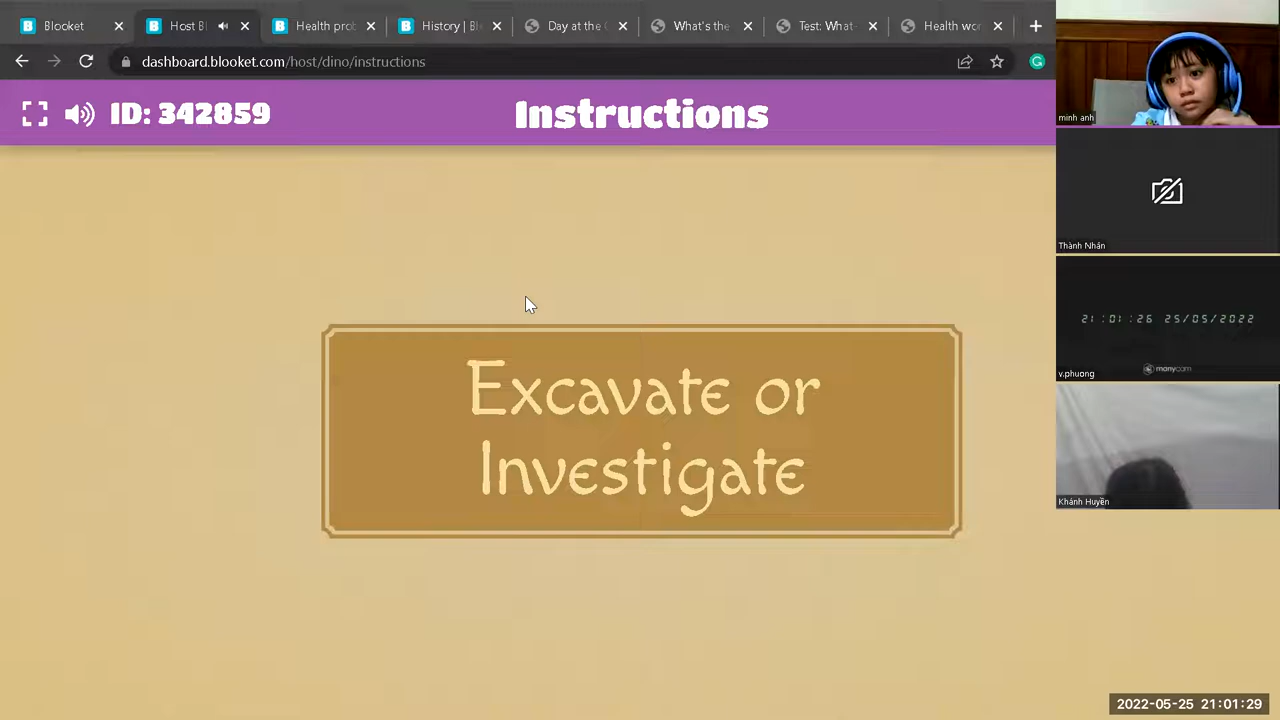 Blooket
Host Bl
Health pro
History | Bl
Day at the
What's the
Test: What
Health wo
dashboard.blooket.com/host/dino/instructions
ID: 342859
Instructions
Excavate or
Investigate
minh anh
Thành Nhân
21:01:26 25/05/2022
manycam
v.phuong
Khánh Huyền
2022-05-25 21:01:29